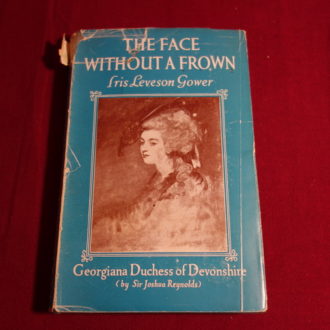 THE FACE
WITHOUT A FROWN
Iris Leveson Gower
Georgiana Duchess of Devonshire
(by Sir Joshua Reynolds)